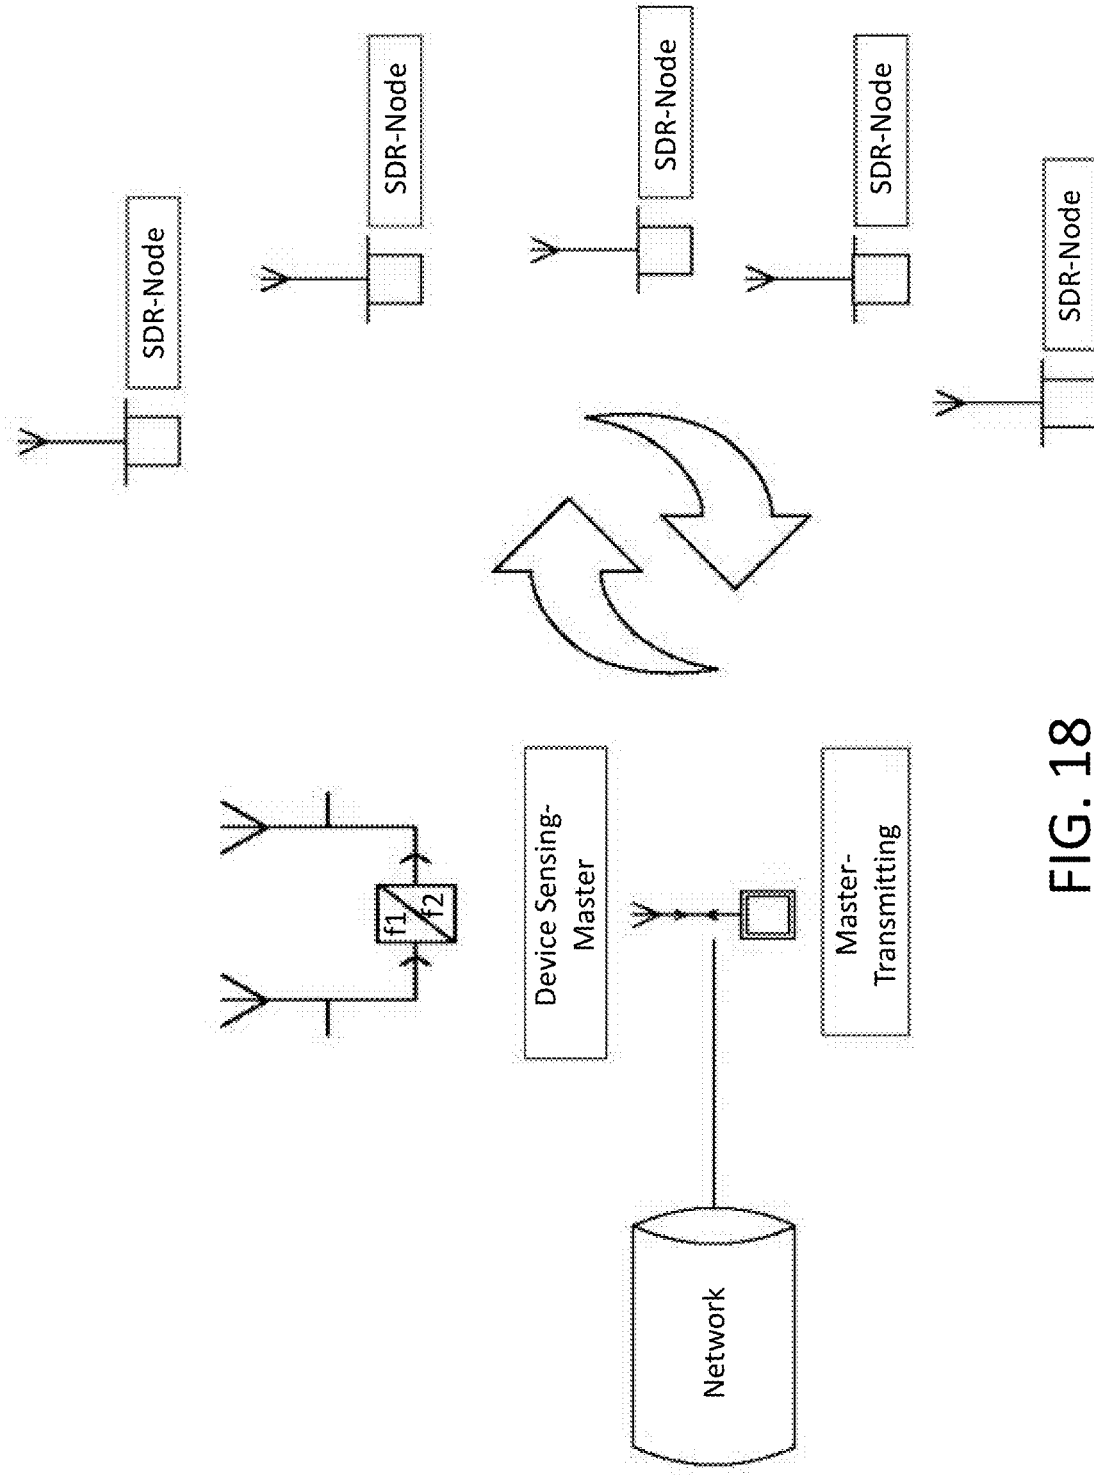 Network
f1
f2
Device Sensing-
Master
Master-
Transmitting
SDR-Node
SDR-Node
SDR-Node
SDR-Node
SDR-Node
FIG. 18